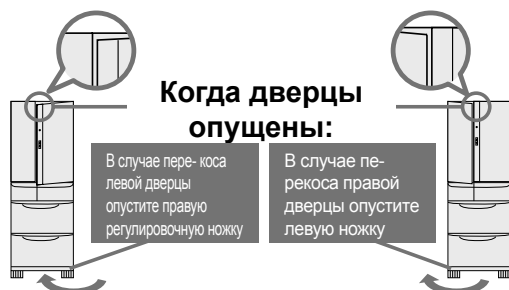 Когда дверцы
опущены:
В случае пере- коса
левой дверцы
опустите правую
регулировочную ножку
В случае пе-
рекоса правой
дверцы опустите
левую ножку